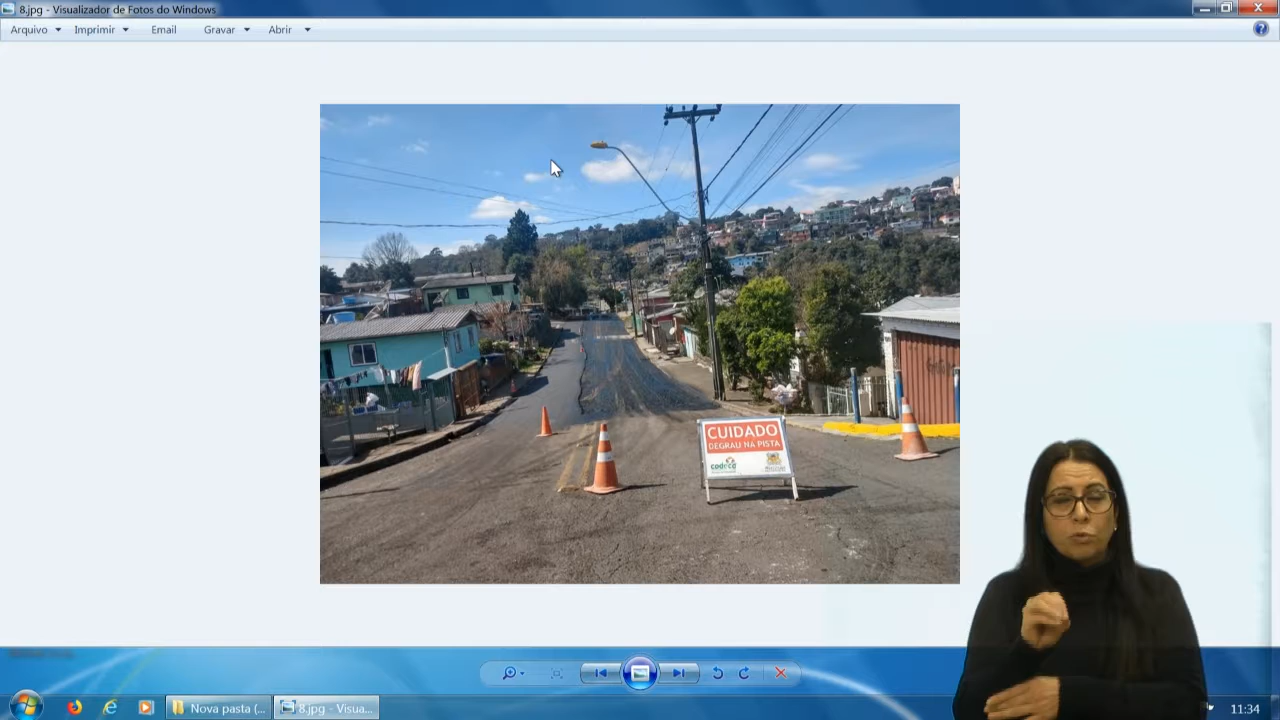 8.jpg - Visualizador de Fotos do Windows
Arquivo Imprimir Email Gravar Abrir
CUIDADO
DEGRAU NA PISTA
codeca
Nova pasta (...
8.jpg - Visua...
11:34